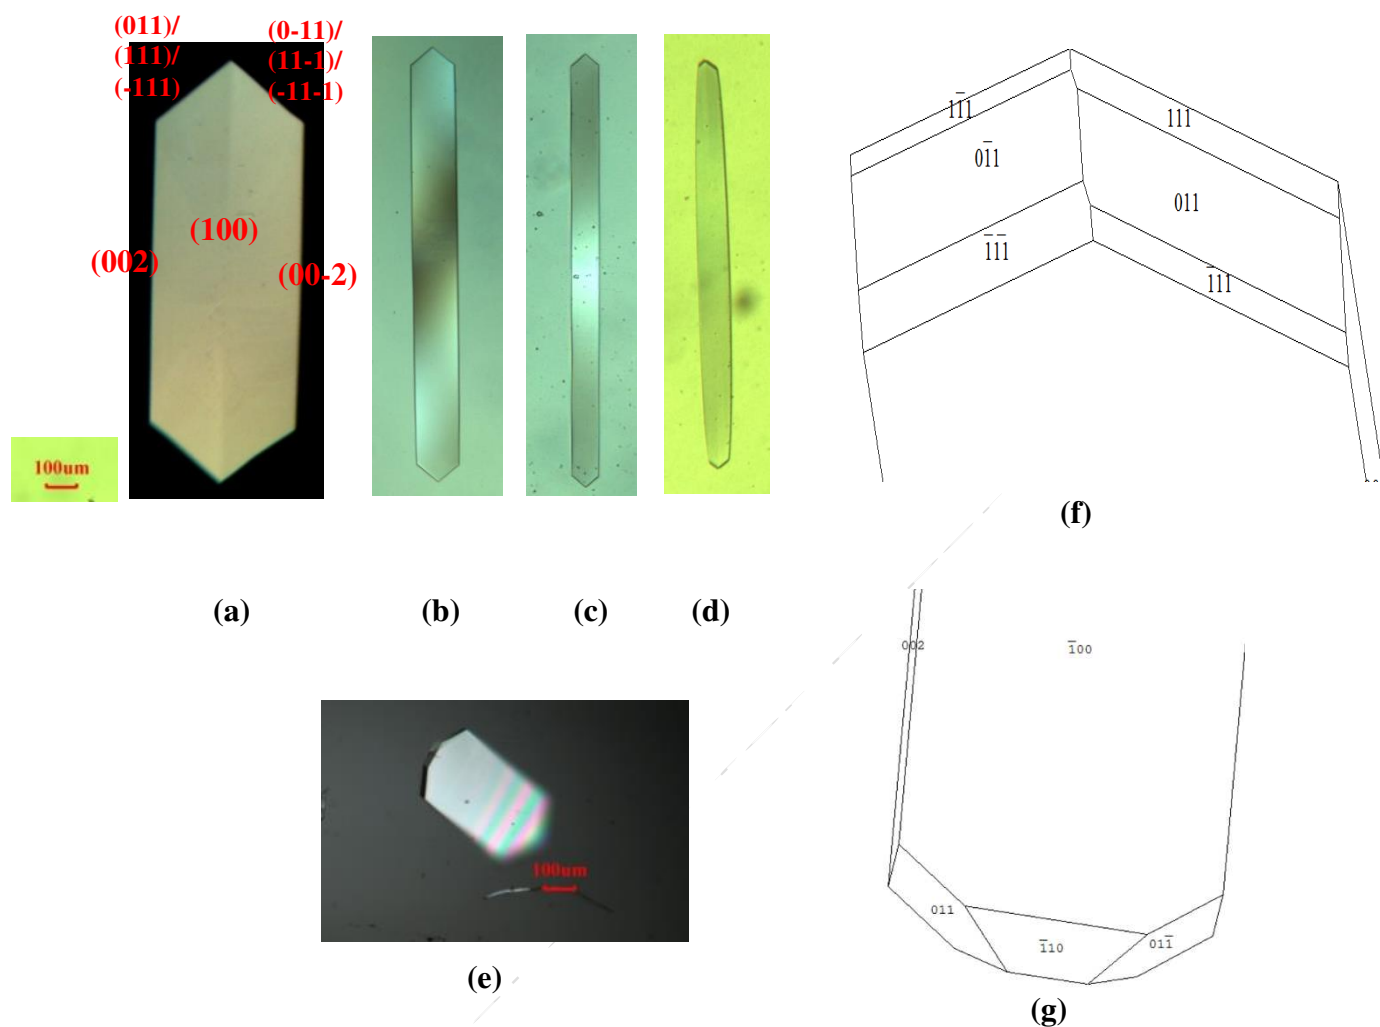 (011)/
(111)/
(-111)
(0-11)/
(11-1)/
(-11-1)
(100)
(002)
(00-2)
100um
(a)
(b)
(c)
(d)
11̅1
111
01̅1
011
1̅1̅1
1̅11
(f)
100um
(e)
002
1̅00
011
1̅10
011̅
(g)